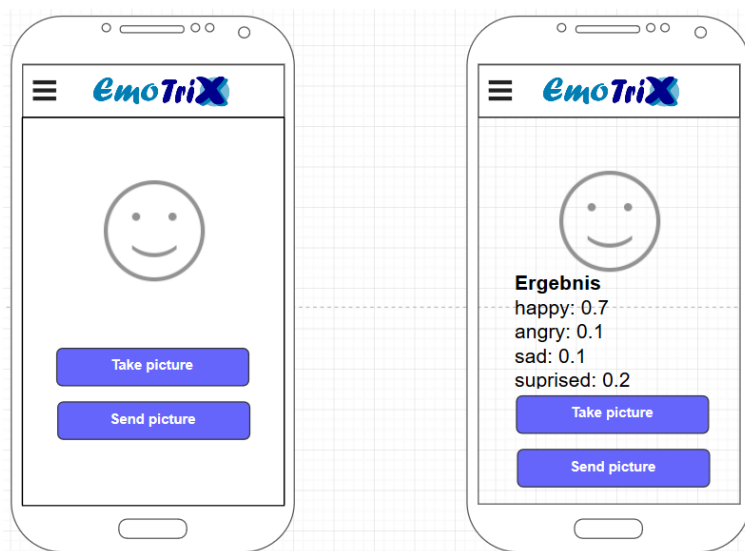 EmoTriX
Take picture
Send picture
EmoTriX
Ergebnis
happy: 0.7
angry: 0.1
sad: 0.1
suprised: 0.2
Take picture
Send picture